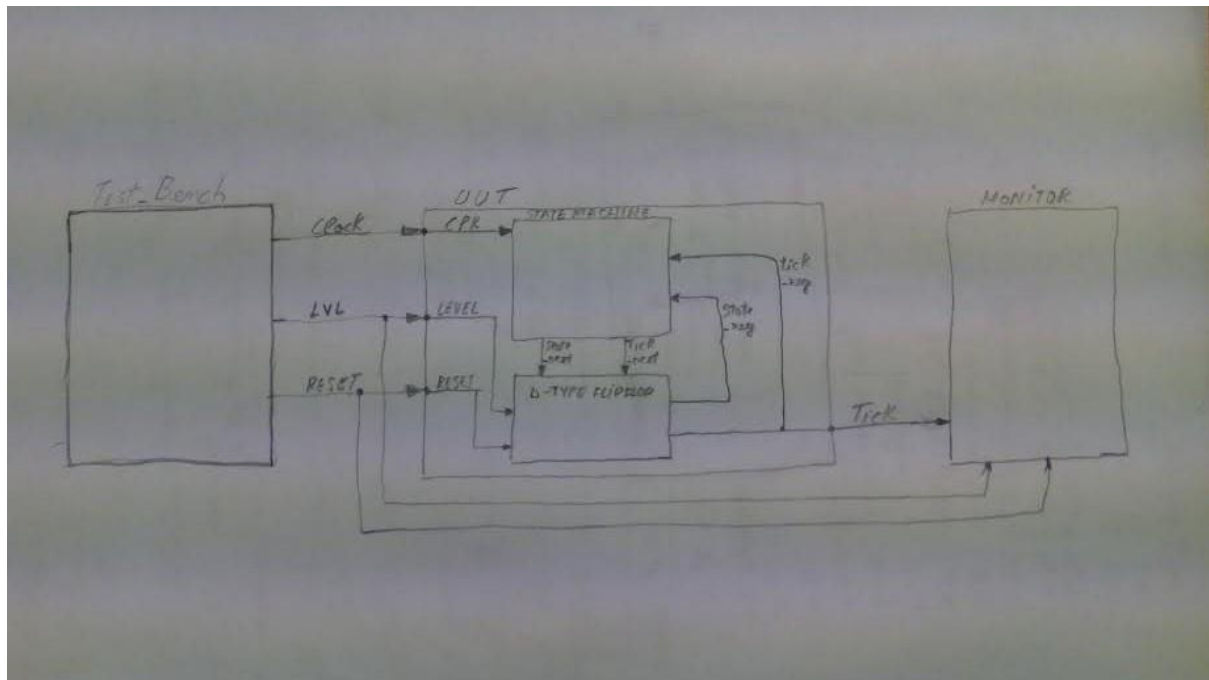 Test_Bench
UUT
MONITOR
STATE MACHINE
Clock
CLK
tick
_reg
LVL
LEVEL
State
_reg
State
_next
Tick
_next
RESET
RESET
D-TYPE FLIPFLOP
Tick